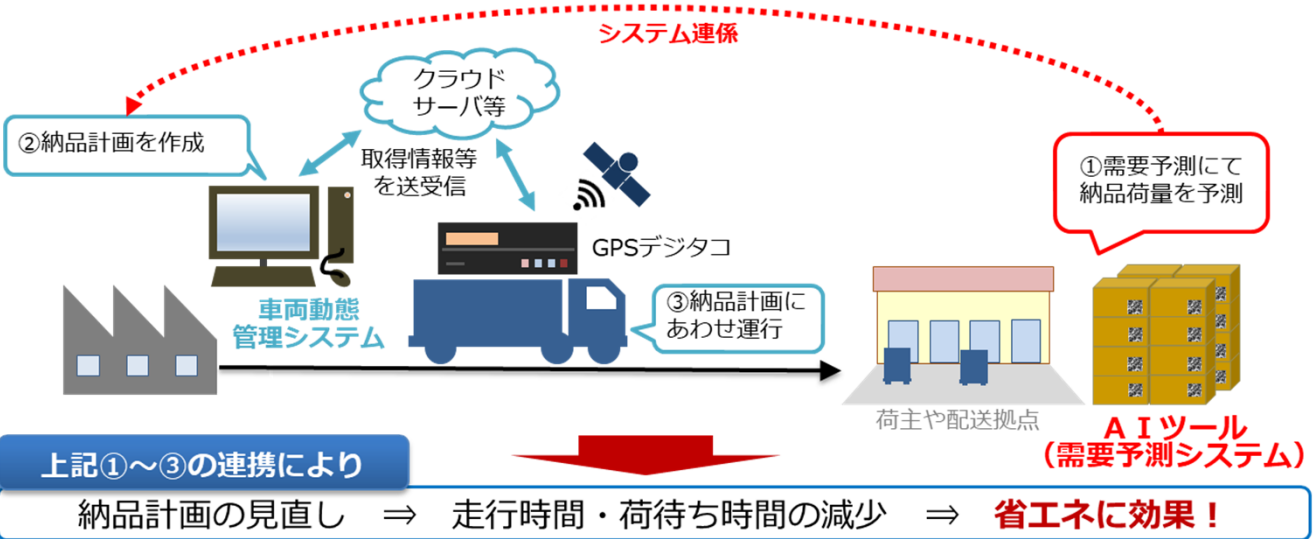 システム連係
クラウド
サーバ等
②納品計画を作成
取得情報等
を送受信
①需要予測にて
納品荷量を予測
GPSデジタコ
車両動態
管理システム
③納品計画に
あわせ運行
荷主や配送拠点
ＡＩツール
（需要予測システム）
上記①～③の連携により
納品計画の見直し ⇒ 走行時間・荷待ち時間の減少 ⇒ 省エネに効果！